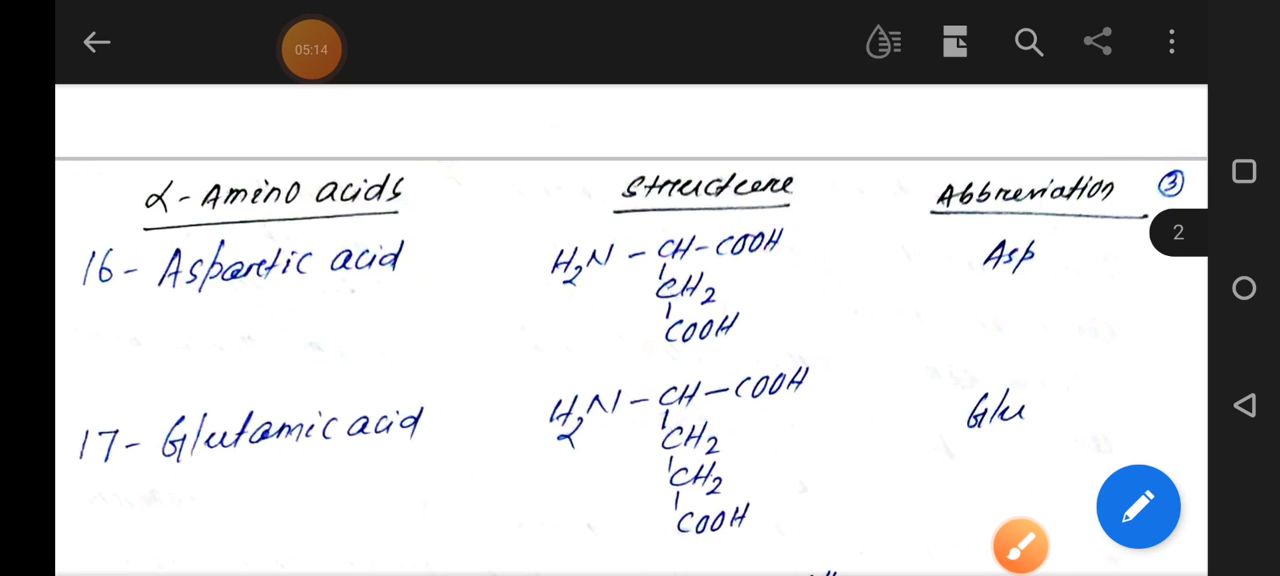 05:14
α-Amino acids Structure Abbreviation ③
2
16- Aspartic acid H₂N - CH-COOH Asp
CH₂
COOH
17- Glutamic acid H₂N - CH-COOH Glu
CH₂
CH₂
COOH